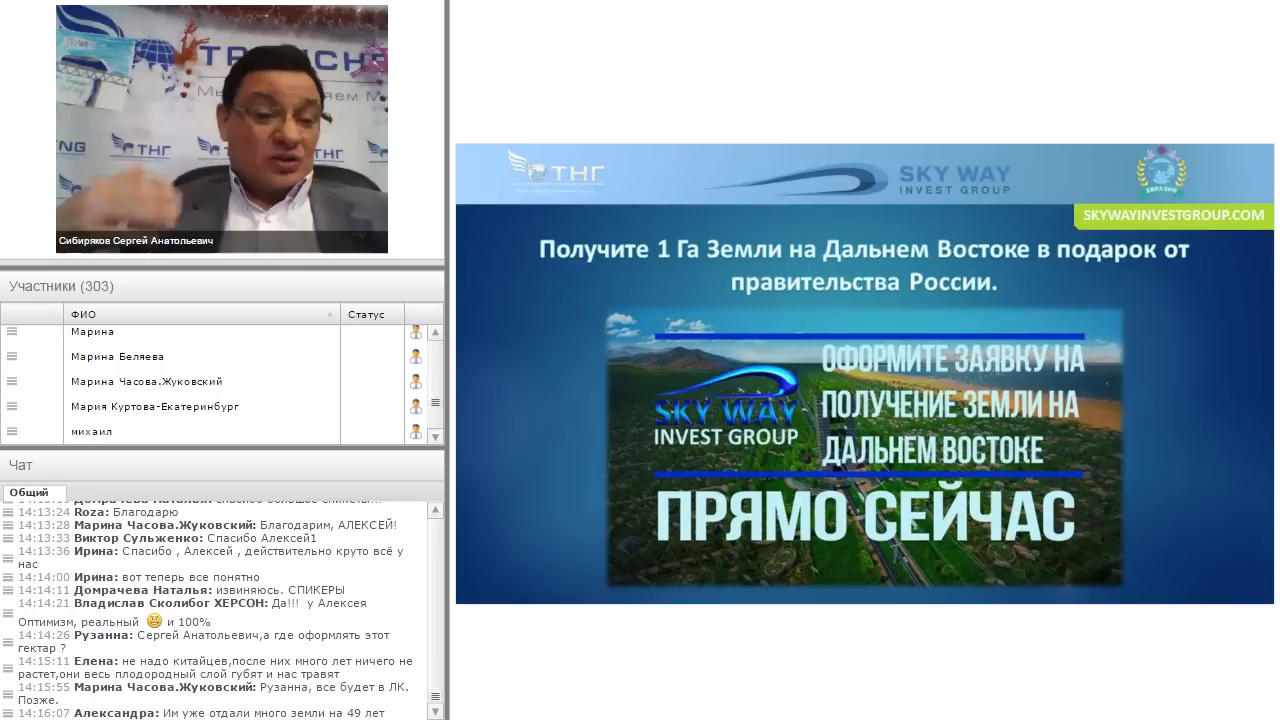 TRANSCH
ТНГ
ТНГ
Сибиряков Сергей Анатольевич
Участники (303)
ФИО
Статус
Марина
Марина Беляева
Марина Часова.Жуковский
Мария Куртова-Екатеринбург
михаил
Чат
Общий
14:13:24 Roza: Благодарю
14:13:28 Марина Часова.Жуковский: Благодарим, АЛЕКСЕЙ!
14:13:33 Виктор Сульженко: Спасибо Алексей1
14:13:36 Ирина: Спасибо , Алексей , действительно круто всё у
нас
14:14:00 Ирина: вот теперь все понятно
14:14:11 Домрачева Наталья: извиняюсь. СПИКЕРЫ
14:14:21 Владислав Сколибог ХЕРСОН: Да!!! у Алексея
Оптимизм, реальный и 100%
14:14:26 Рузанна: Сергей Анатольевич,а где оформлять этот
гектар ?
14:15:11 Елена: не надо китайцев,после них много лет ничего не
растет,они весь плодородный слой губят и нас травят
14:15:55 Марина Часова.Жуковский: Рузанна, все будет в ЛК.
Позже.
14:16:07 Александра: Им уже отдали много земли на 49 лет
ТНГ
SKY WAY
INVEST GROUP
ЕВРАЗИЯ
SKYWAYINVESTGROUP.COM
Получите 1 Га Земли на Дальнем Востоке в подарок от
правительства России.
SKY WAY
INVEST GROUP
ОФОРМИТЕ ЗАЯВКУ НА
ПОЛУЧЕНИЕ ЗЕМЛИ НА
ДАЛЬНЕМ ВОСТОКЕ
ПРЯМО СЕЙЧАС